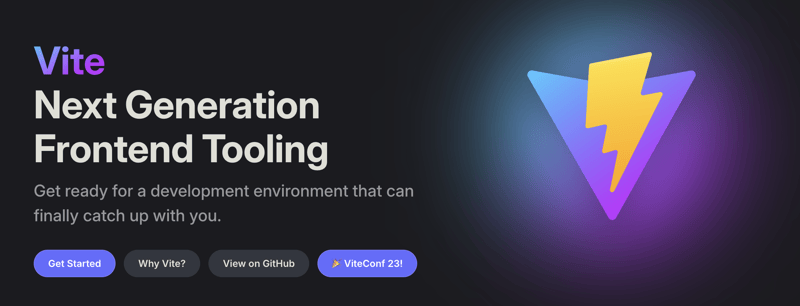 Vite
Next Generation
Frontend Tooling
Get ready for a development environment that can
finally catch up with you.
Get Started
Why Vite?
View on GitHub
🎉 ViteConf 23!